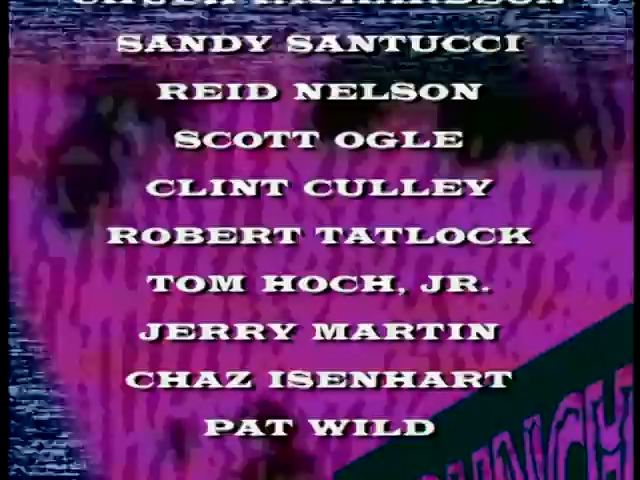 RICHARDSON
SANDY SANTUCCI
REID NELSON
SCOTT OGLE
CLINT CULLEY
ROBERT TATLOCK
TOM HOCH, JR.
JERRY MARTIN
CHAZ ISENHART
PAT WILD